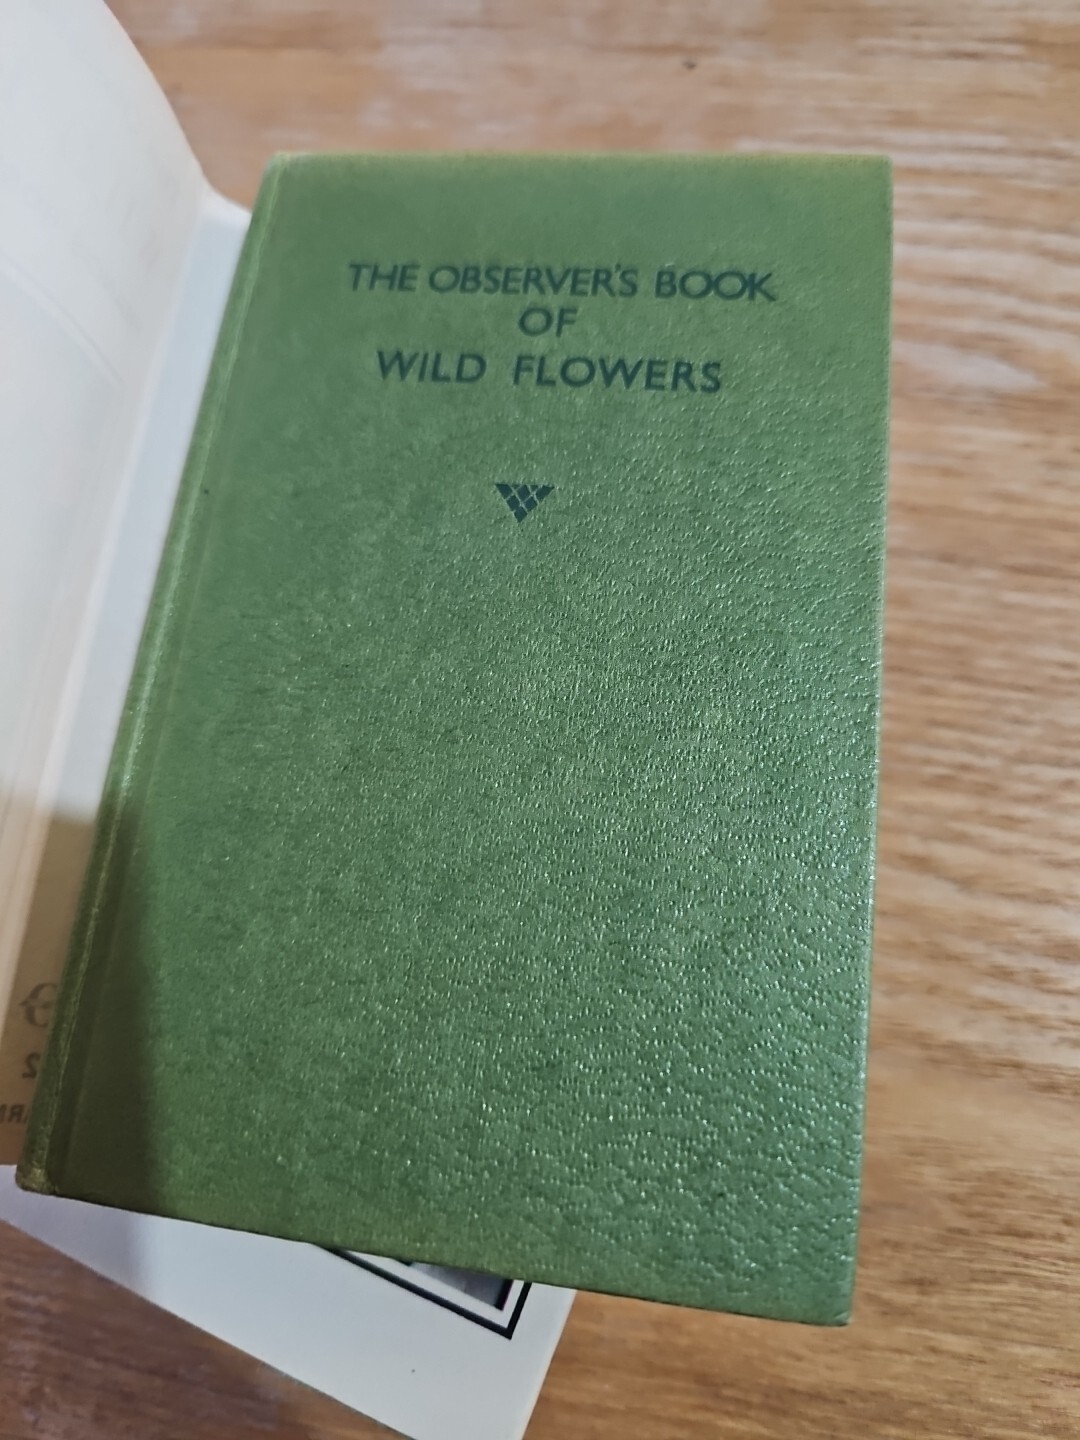 THE OBSERVER'S BOOK
OF
WILD FLOWERS